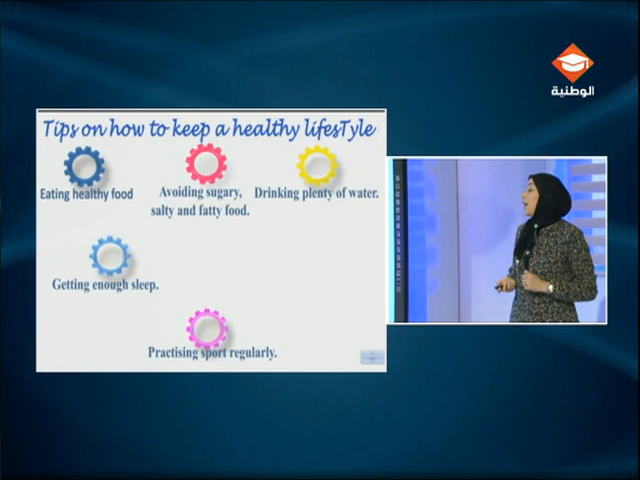 الوطنية
Tips on how to keep a healthy lifesTyle
Eating healthy food
Avoiding sugary,
salty and fatty food.
Drinking plenty of water.
Getting enough sleep.
Practising sport regularly.